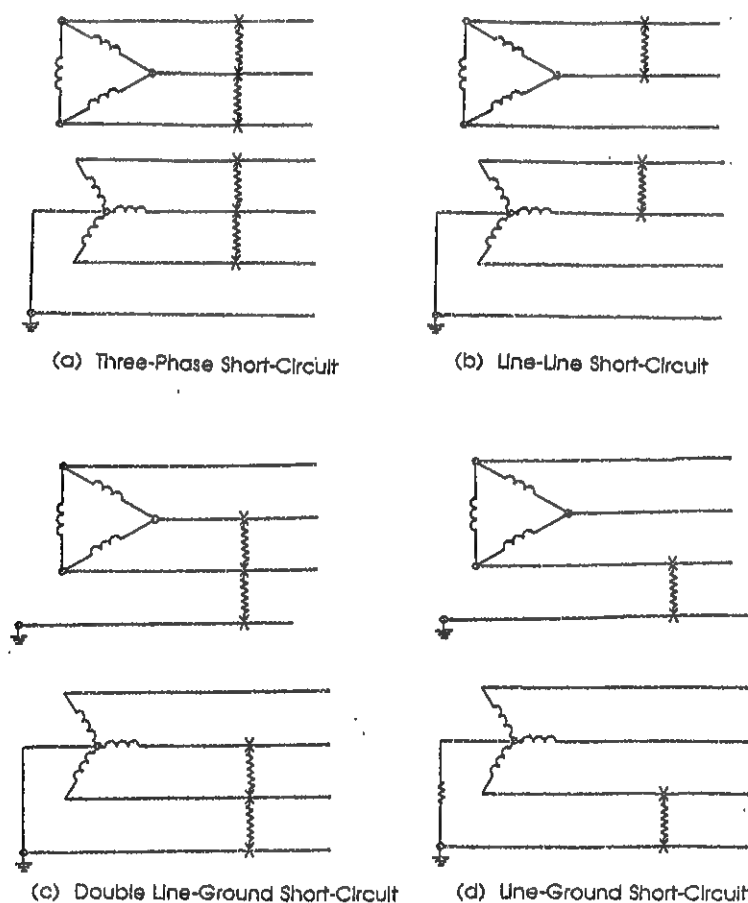 (a) Three-Phase Short-Circuit
(b) Line-Line Short-Circuit
(c) Double Line-Ground Short-Circuit
(d) Line-Ground Short-Circuit